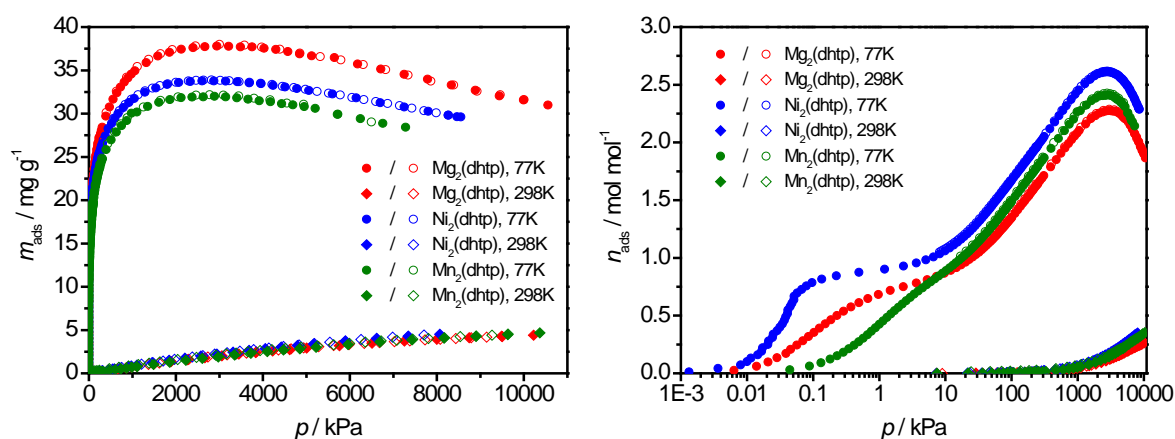 40
35
30
25
20
15
10
5
0
m_ads / mg g⁻¹
0 2000 4000 6000 8000 10000
p / kPa
/ Mg₂(dhtp), 77K
/ Mg₂(dhtp), 298K
/ Ni₂(dhtp), 77K
/ Ni₂(dhtp), 298K
/ Mn₂(dhtp), 77K
/ Mn₂(dhtp), 298K
3.0
2.5
2.0
1.5
1.0
0.5
0.0
n_ads / mol mol⁻¹
1E-3 0.01 0.1 1 10 100 1000 10000
p / kPa
/ Mg₂(dhtp), 77K
/ Mg₂(dhtp), 298K
/ Ni₂(dhtp), 77K
/ Ni₂(dhtp), 298K
/ Mn₂(dhtp), 77K
/ Mn₂(dhtp), 298K